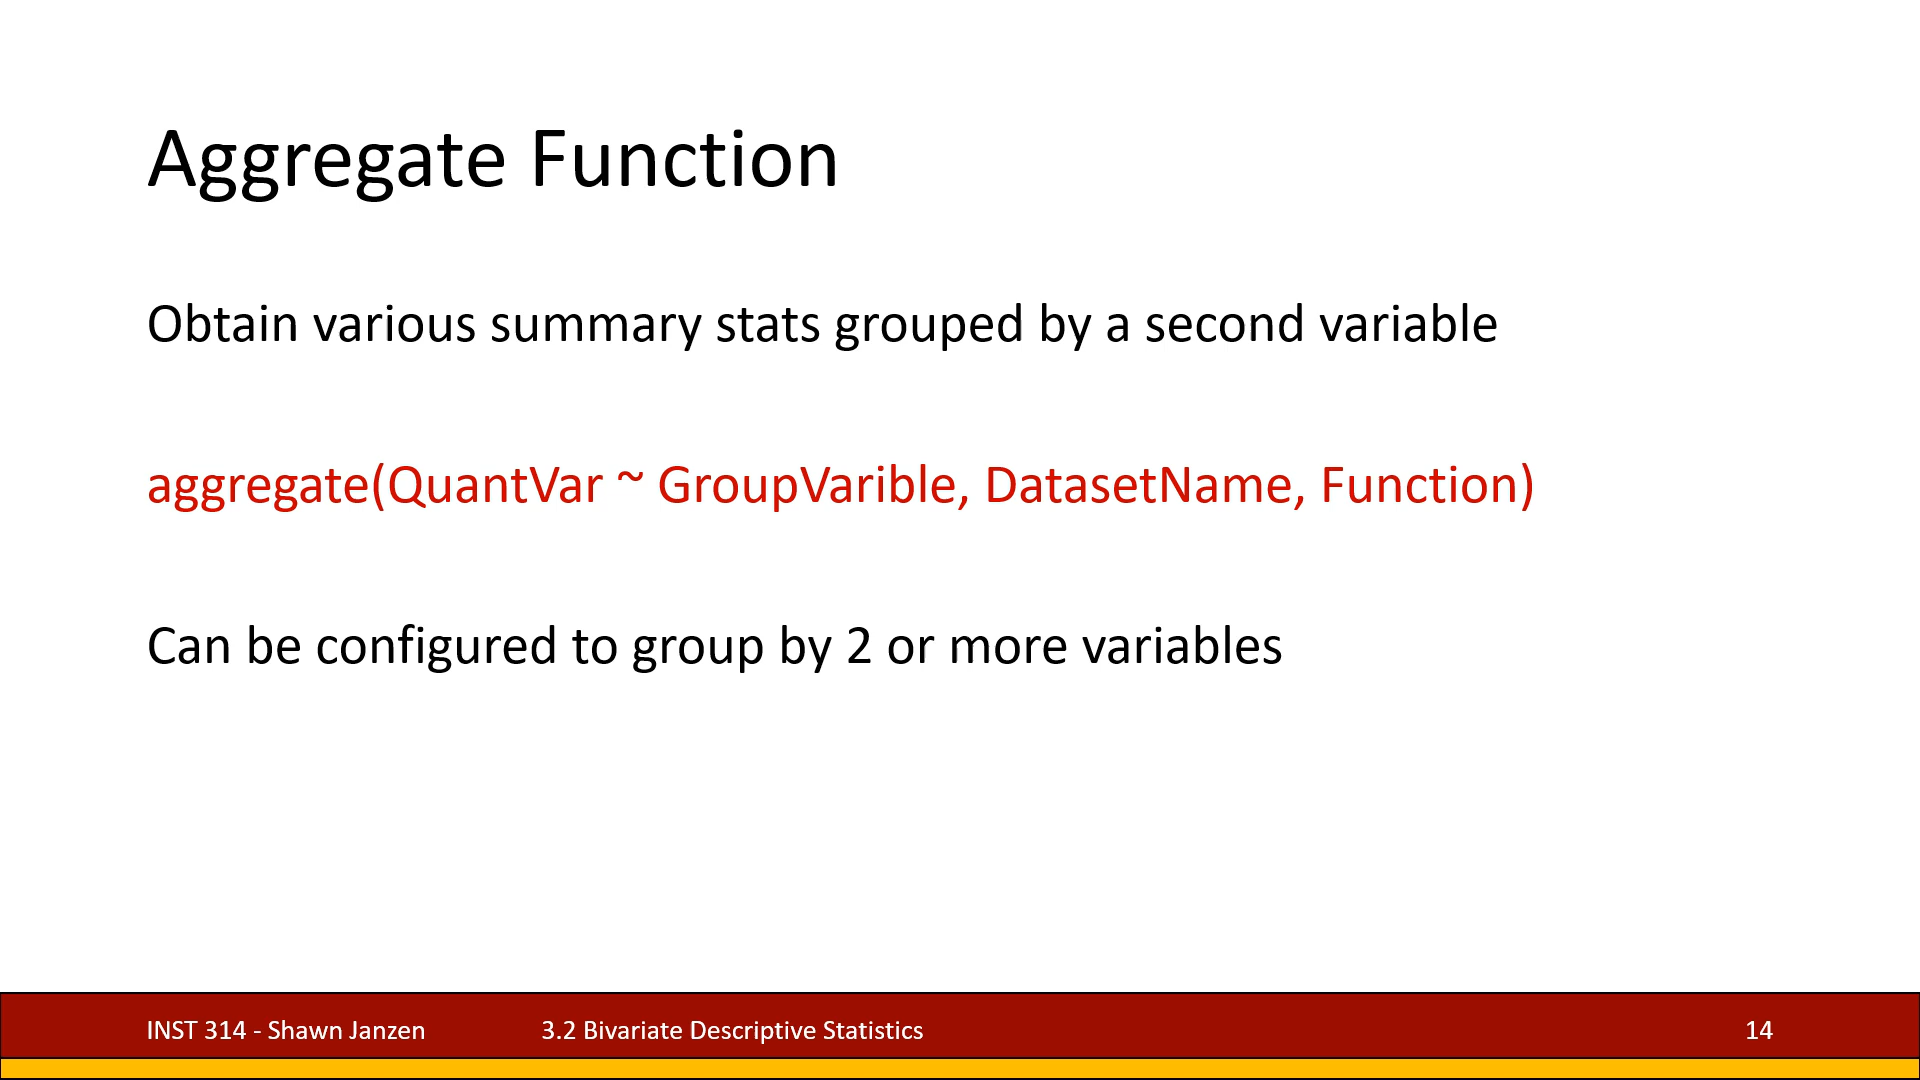 Aggregate Function
Obtain various summary stats grouped by a second variable
aggregate(QuantVar ~ GroupVarible, DatasetName, Function)
Can be configured to group by 2 or more variables
INST 314 - Shawn Janzen 3.2 Bivariate Descriptive Statistics 14